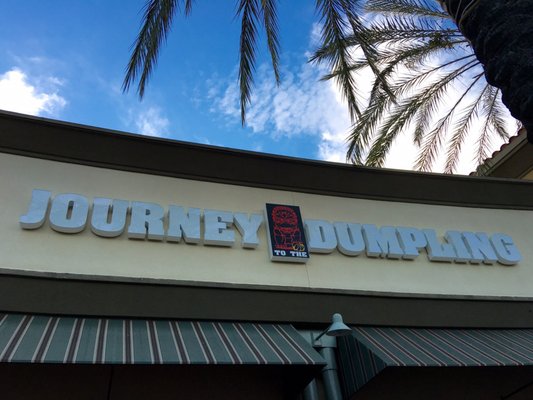 JOURNEY TO THE DUMPLING